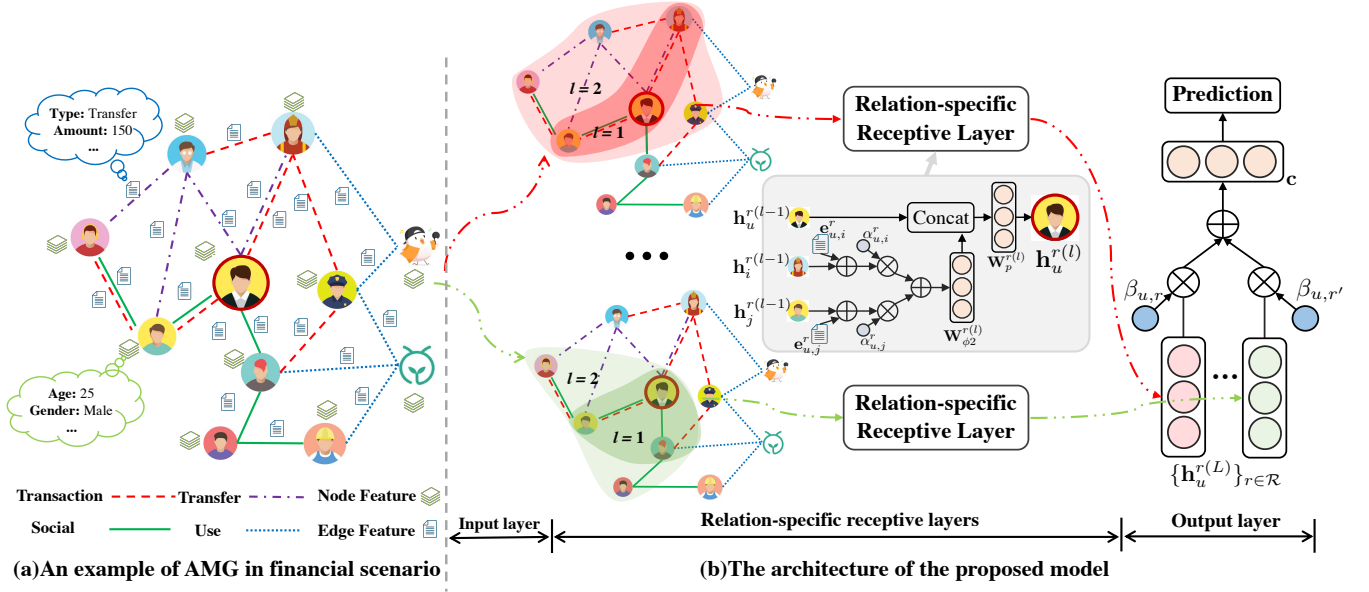 Type: Transfer
Amount: 150
...
Age: 25
Gender: Male
...
Transaction
Transfer
Node Feature
Social
Use
Edge Feature
(a)An example of AMG in financial scenario
l = 2
l = 1
...
l = 2
l = 1
Relation-specific
Receptive Layer
h_u^{r(l-1)}
e_{u,i}^r
α_{u,i}^r
h_i^{r(l-1)}
h_j^{r(l-1)}
e_{u,j}^r
α_{u,j}^r
Concat
W_{ϕ2}^{r(l)}
W_p^{r(l)}
h_u^{r(l)}
Relation-specific
Receptive Layer
Prediction
c
β_{u,r}
β_{u,r'}
...
{h_u^{r(L)}}_{r∈R}
Input layer
Relation-specific receptive layers
Output layer
(b)The architecture of the proposed model